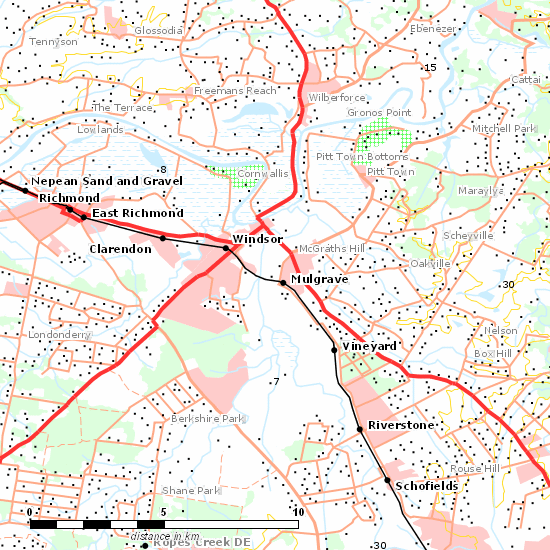 Glossodia
Ebenezer
Tennyson
.15
Cattai
Freemans Reach
Wilberforce
The Terrace
Gronos Point
Lowlands
Mitchell Park
Pitt Town Bottoms
.8
Cornwallis
Pitt Town
Nepean Sand and Gravel
Maraylya
Richmond
East Richmond
Scheyville
Windsor
Clarendon
McGraths Hill
Oakville
Mulgrave
.30
Londonderry
Nelson
Vineyard
Box Hill
.7
Berkshire Park
Riverstone
Rouse Hill
Schofields
Shane Park
0 5 10
distance in km
Ropes Creek DE
.30